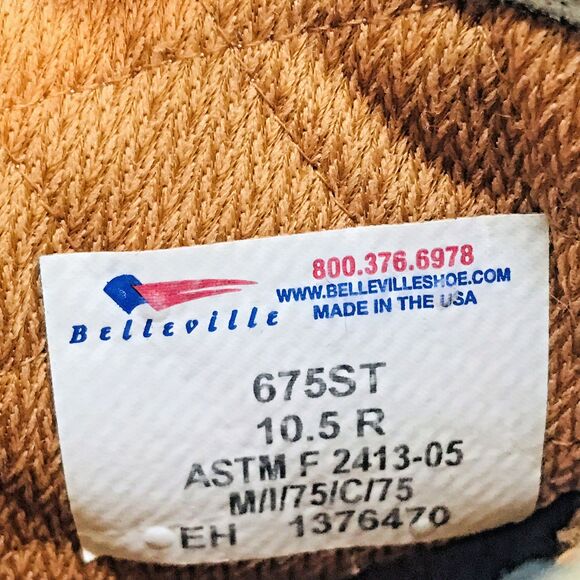 800.376.6978
WWW.BELLEVILLESHOE.COM
MADE IN THE USA
Belleville
675ST
10.5 R
ASTM F 2413-05
M/I/75/C/75
EH 1376470